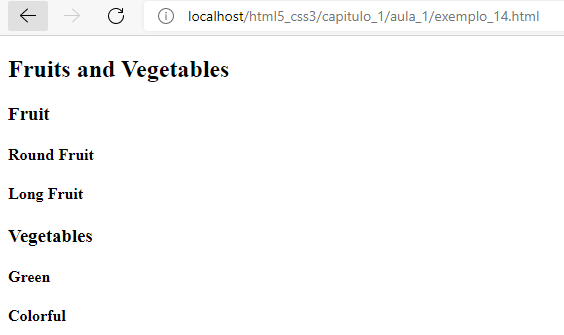 localhost/html5_css3/capitulo_1/aula_1/exemplo_14.html
Fruits and Vegetables
Fruit
Round Fruit
Long Fruit
Vegetables
Green
Colorful